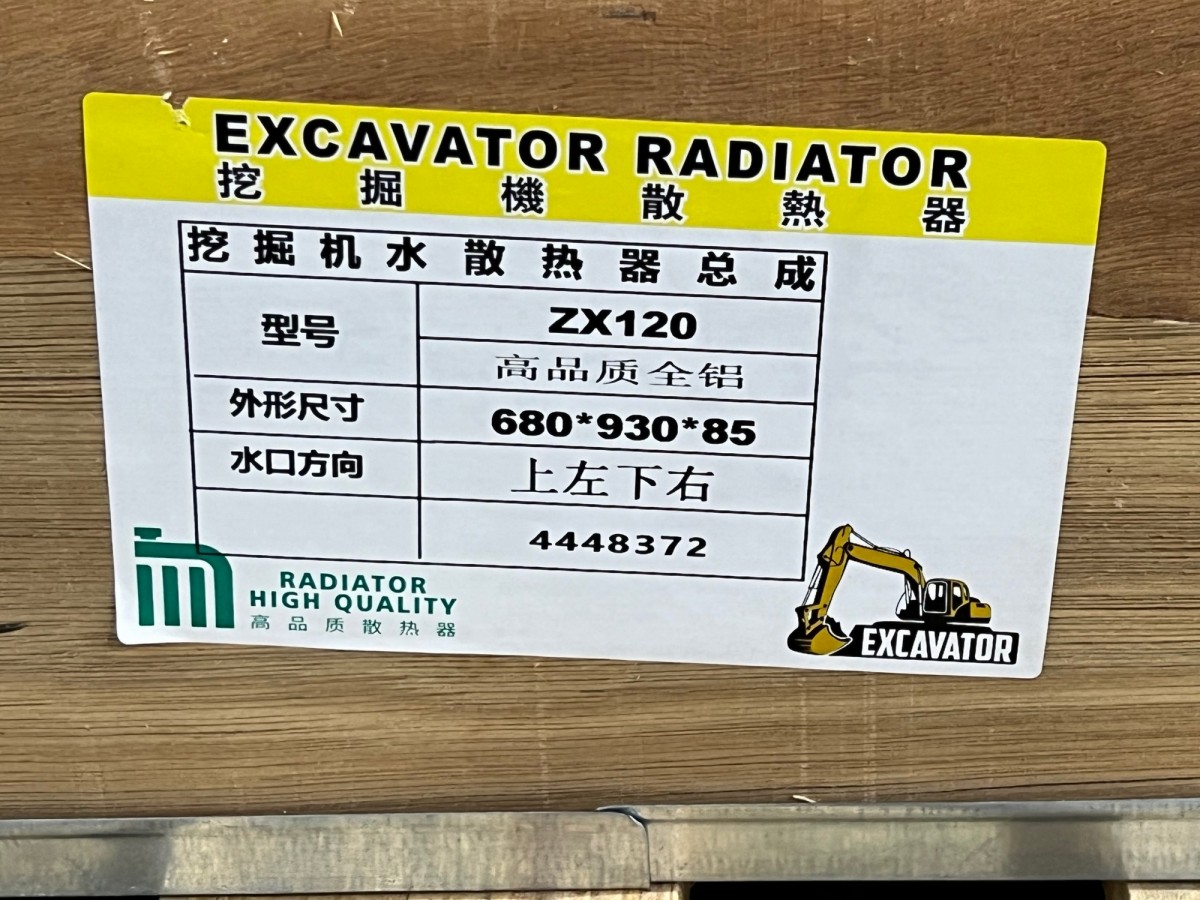 EXCAVATOR RADIATOR
挖掘機散熱器
挖掘机水散热器总成
型号
ZX120
高品质全铝
外形尺寸
680*930*85
水口方向
上左下右
4448372
RADIATOR
HIGH QUALITY
高品质散热器
EXCAVATOR